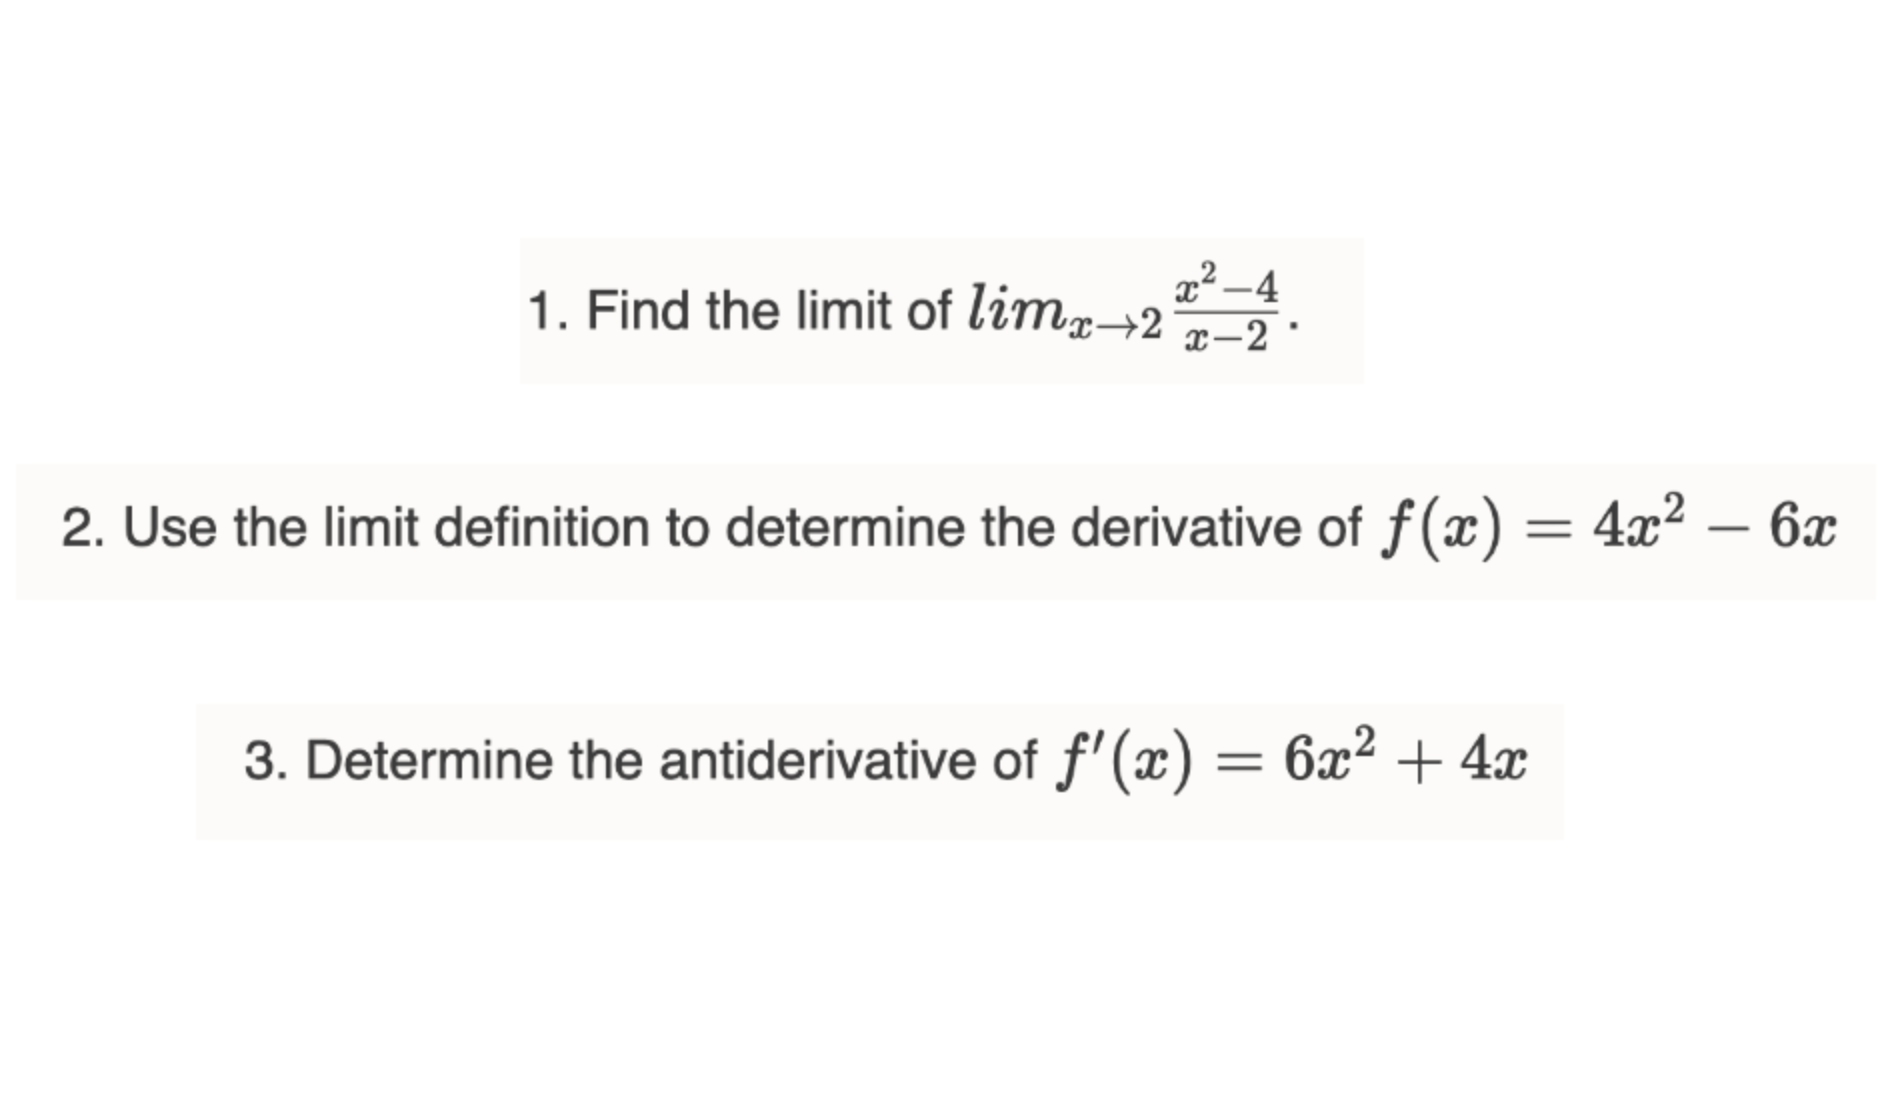 1. Find the limit of $lim_{x \to 2} \frac{x^2-4}{x-2}$.
2. Use the limit definition to determine the derivative of $f(x) = 4x^2 - 6x$
3. Determine the antiderivative of $f'(x) = 6x^2 + 4x$